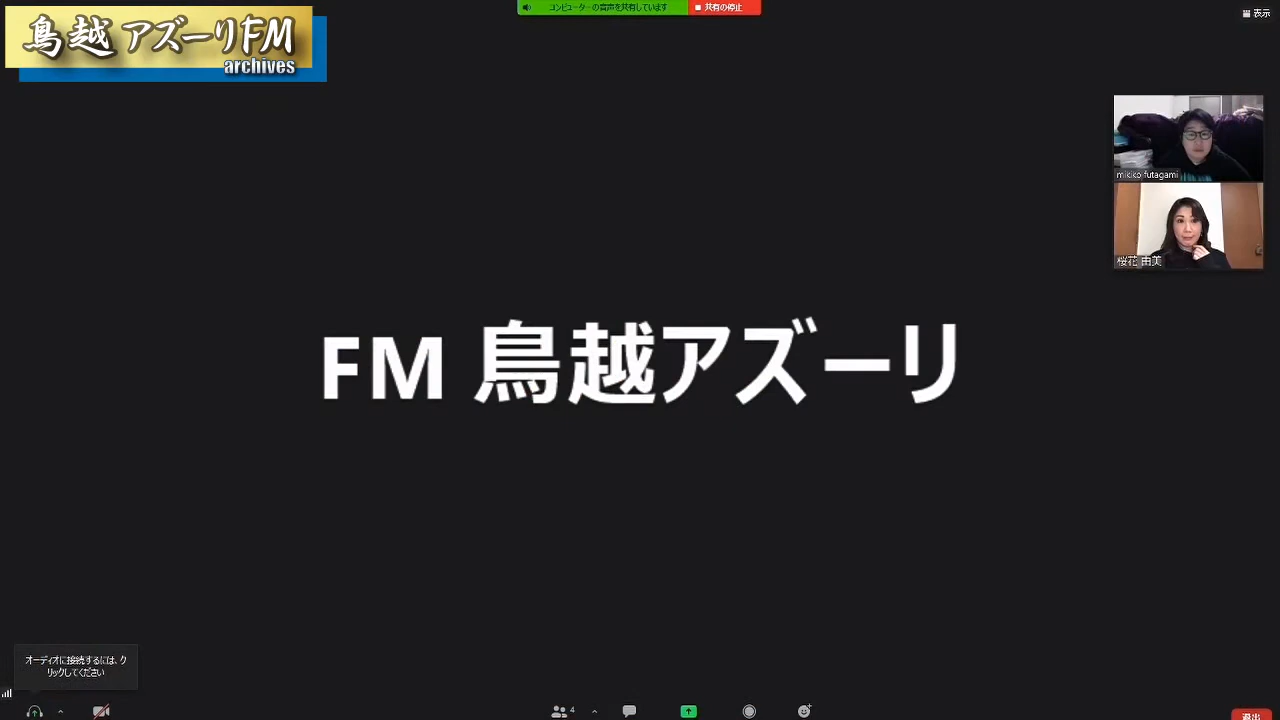 鳥越 アズーリFM
archives
コンピューターの音声を共有しています
共有の停止
表示
mikiko futagami
桜花 由美
FM 鳥越アズーリ
オーディオに接続するには、ク
リックしてください
4
退出